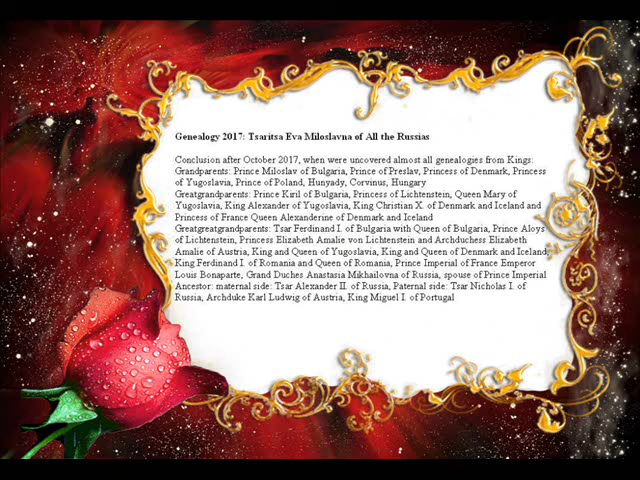 Genealogy 2017: Tsaritsa Eva Miloslavna of All the Russias
Conclusion after October 2017, when were uncovered almost all genealogies from Kings:
Grandparents: Prince Miloslav of Bulgaria, Prince of Preslav, Princess of Denmark, Princess
of Yugoslavia, Prince of Poland, Hunyady, Corvinus, Hungary
Greatgrandparents: Prince Kiril of Bulgaria, Princess of Lichtenstein, Queen Mary of
Yugoslavia, King Alexander of Yugoslavia, King Christian X. of Denmark and Iceland and
Princess of France Queen Alexanderine of Denmark and Iceland
Greatgreatgrandparents: Tsar Ferdinand I. of Bulgaria with Queen of Bulgaria, Prince Aloys
of Lichtenstein, Princess Elizabeth Amalie von Lichtenstein and Archduchess Elizabeth
Amalie of Austria, King and Queen of Yugoslavia, King and Queen of Denmark and Iceland,
King Ferdinand I. of Romania and Queen of Romania, Prince Imperial of France Emperor
Louis Bonaparte, Grand Duches Anastasia Mikhailovna of Russia, spouse of Prince Imperial
Ancestor: maternal side: Tsar Alexander II. of Russia, Paternal side: Tsar Nicholas I. of
Russia, Archduke Karl Ludwig of Austria, King Miguel I. of Portugal